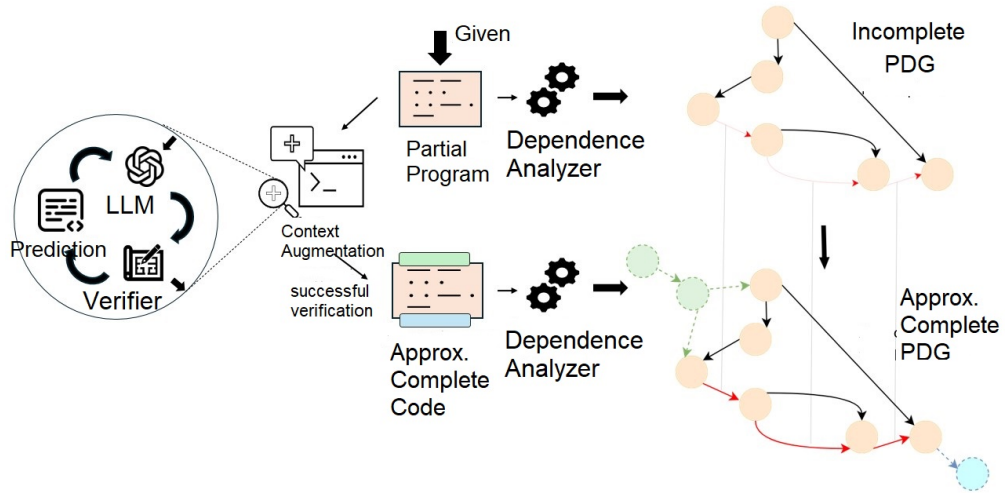 Given
Incomplete
PDG
Partial
Program
Dependence
Analyzer
LLM
Prediction
Verifier
Context
Augmentation
successful
verification
Approx.
Complete
Code
Dependence
Analyzer
Approx.
Complete
PDG